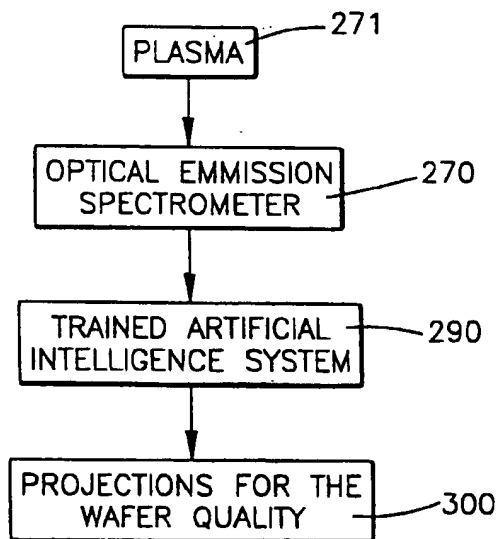 271
PLASMA
OPTICAL EMMISSION
SPECTROMETER
270
TRAINED ARTIFICIAL
INTELLIGENCE SYSTEM
290
PROJECTIONS FOR THE
WAFER QUALITY
300